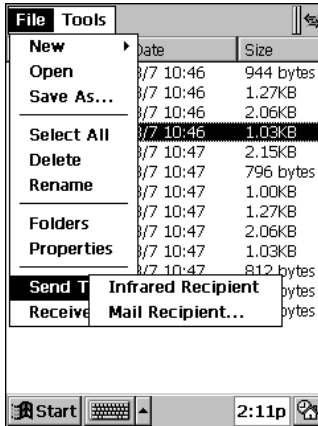 File Tools
New Date Size
Open 3/7 10:46 944 bytes
Save As... 3/7 10:46 1.27KB
3/7 10:46 2.06KB
Select All 3/7 10:46 1.03KB
Delete 3/7 10:47 2.15KB
Rename 3/7 10:47 796 bytes
3/7 10:47 1.00KB
Folders 3/7 10:47 1.27KB
3/7 10:47 2.06KB
Properties 3/7 10:47 1.03KB
3/7 10:47 812 bytes
Send T Infrared Recipient bytes
Receive Mail Recipient... bytes
Start 2:11p